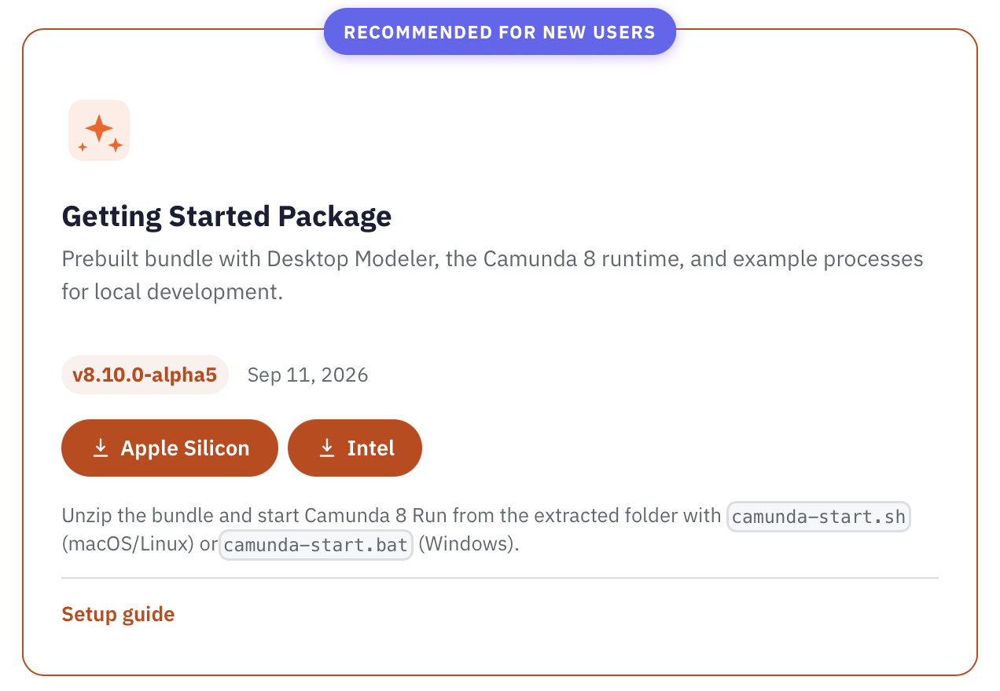 RECOMMENDED FOR NEW USERS
Getting Started Package
Prebuilt bundle with Desktop Modeler, the Camunda 8 runtime, and example processes
for local development.
v8.10.0-alpha5 Sep 11, 2026
Apple Silicon Intel
Unzip the bundle and start Camunda 8 Run from the extracted folder with camunda-start.sh
(macOS/Linux) or camunda-start.bat (Windows).
Setup guide